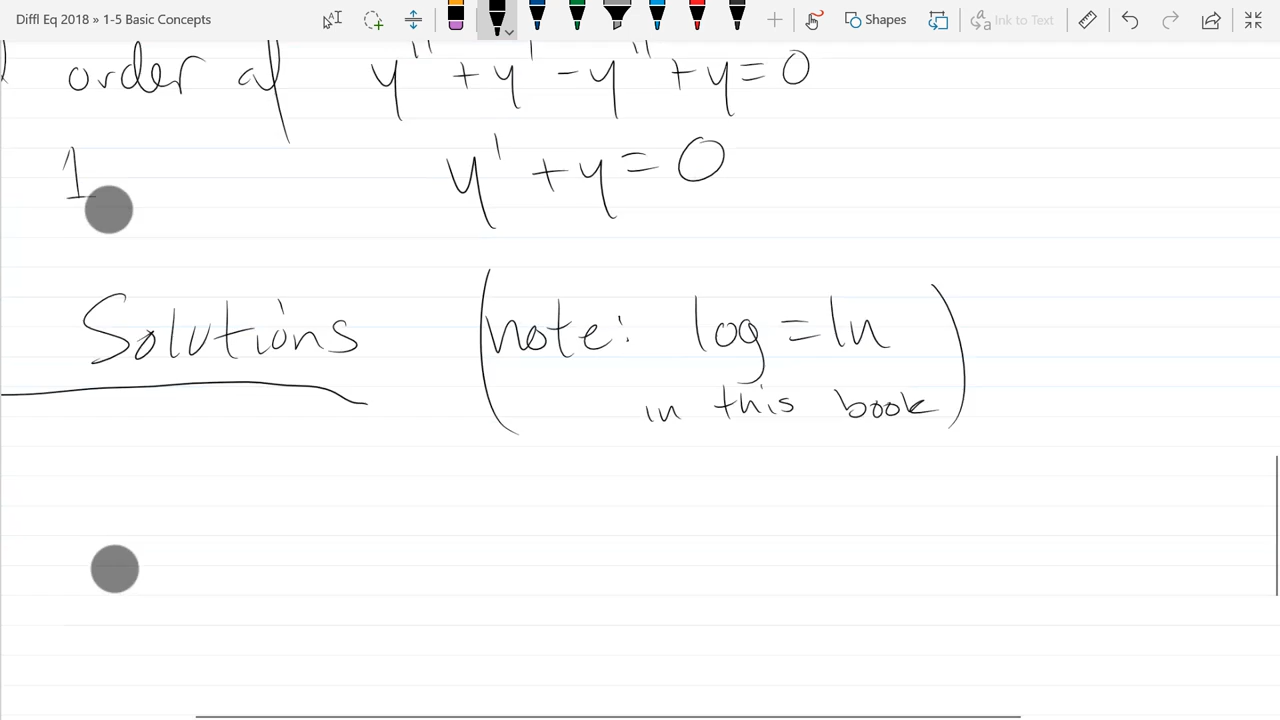 Diffl Eq 2018 » 1-5 Basic Concepts
Shapes
Ink to Text
order of y'' + y' - y'' + y = 0
1 y' + y = 0
Solutions (note: log = ln
in this book)